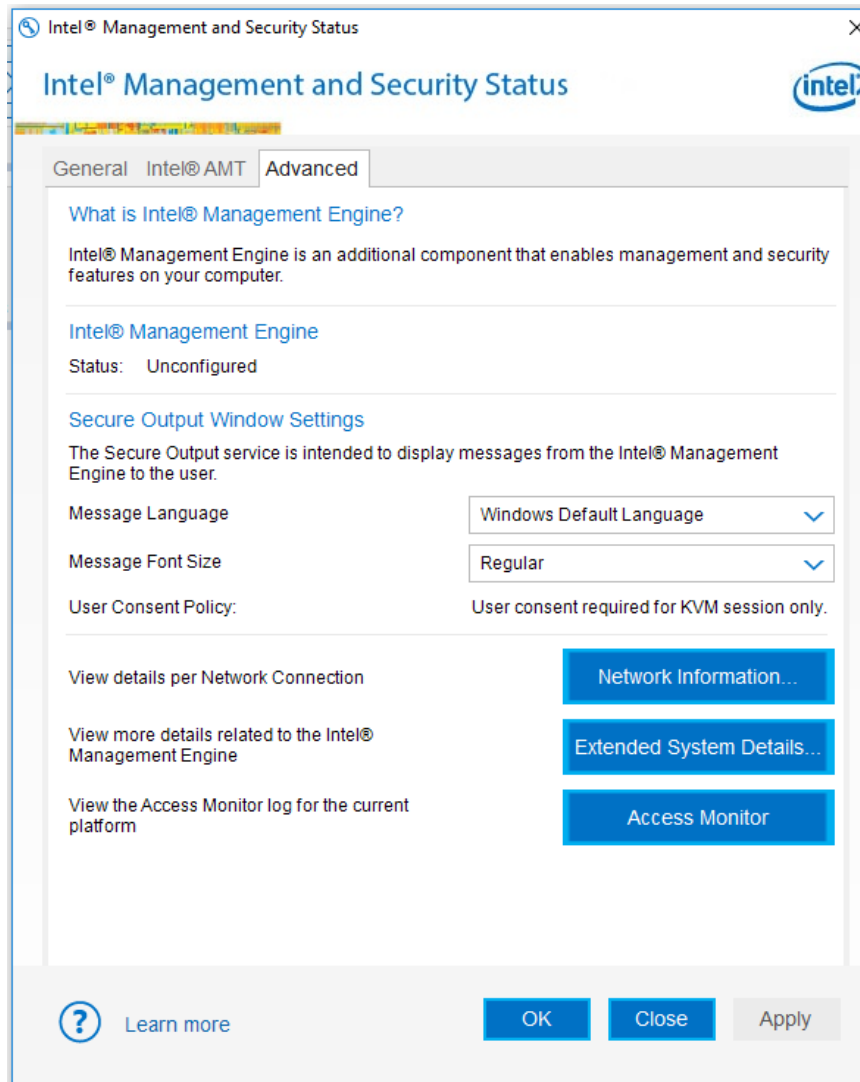 Intel® Management and Security Status
Intel® Management and Security Status
intel
General Intel® AMT Advanced
What is Intel® Management Engine?
Intel® Management Engine is an additional component that enables management and security
features on your computer.
Intel® Management Engine
Status: Unconfigured
Secure Output Window Settings
The Secure Output service is intended to display messages from the Intel® Management
Engine to the user.
Message Language Windows Default Language
Message Font Size Regular
User Consent Policy: User consent required for KVM session only.
View details per Network Connection Network Information...
View more details related to the Intel®
Management Engine
Extended System Details...
View the Access Monitor log for the current
platform
Access Monitor
? Learn more OK Close Apply